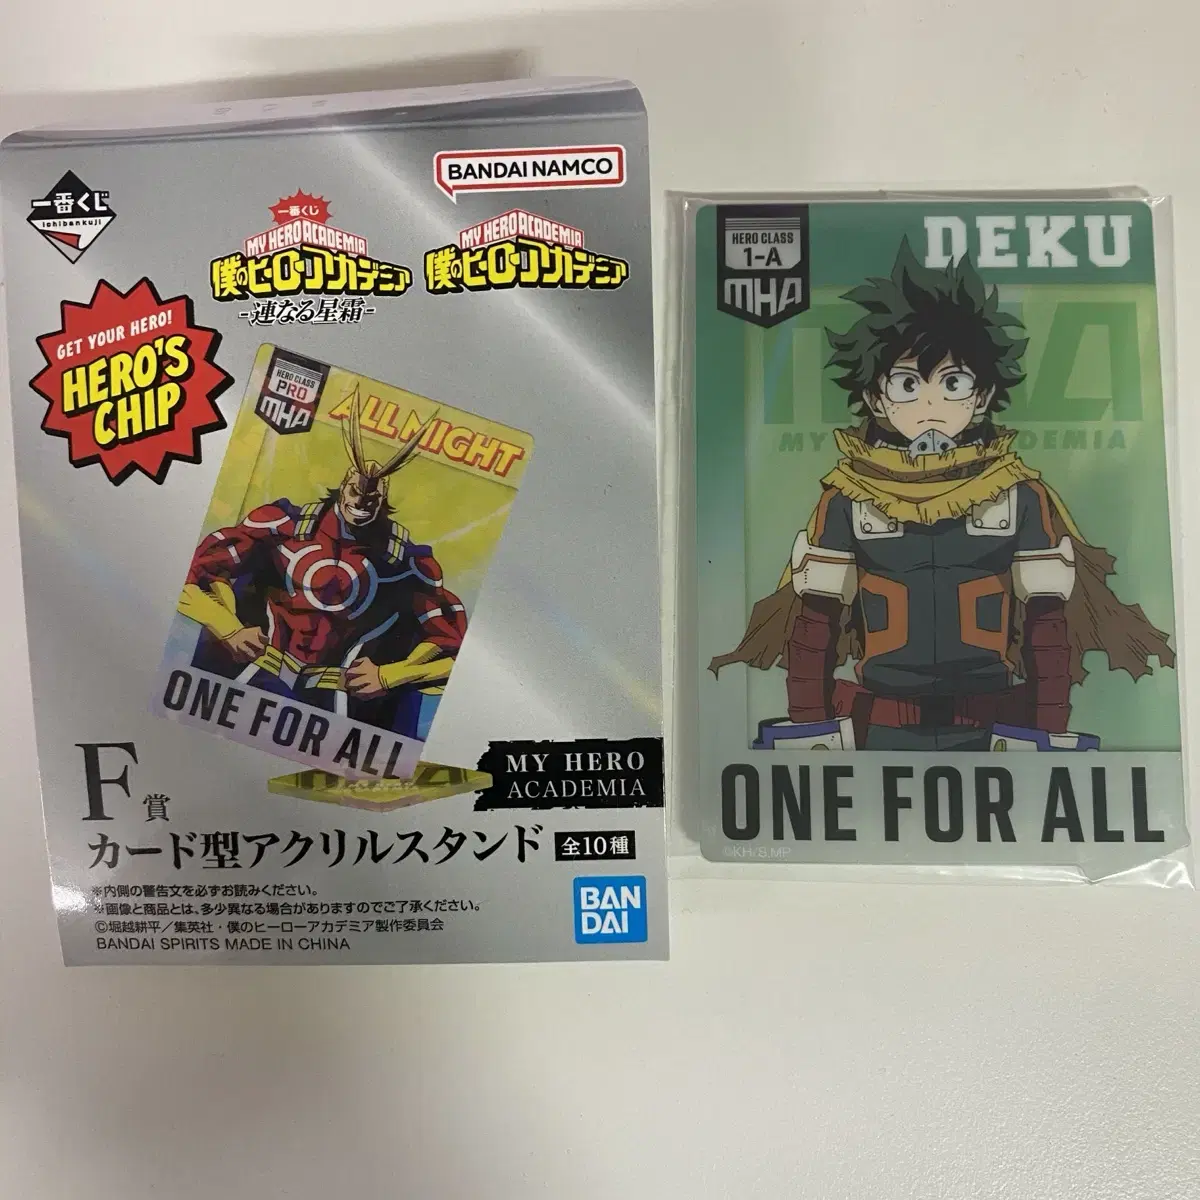 一番くじ
ichibankuji
BANDAI NAMCO
一番くじ
MY HERO ACADEMIA
僕のヒーローアカデミア
-連なる星霜-
MY HERO ACADEMIA
僕のヒーローアカデミア
GET YOUR HERO!
HERO'S
CHIP
HERO CLASS
PRO
MHA
ALL MIGHT
ONE FOR ALL
MY HERO
ACADEMIA
F賞
カード型アクリルスタンド 全10種
※内側の警告文を必ずお読みください。
※画像と商品とは、多少異なる場合がありますのでご了承ください。
©堀越耕平/集英社・僕のヒーローアカデミア製作委員会
BANDAI SPIRITS MADE IN CHINA
BAN
DAI
HERO CLASS
1-A
MHA
DEKU
ONE FOR ALL
©KH/S,MP